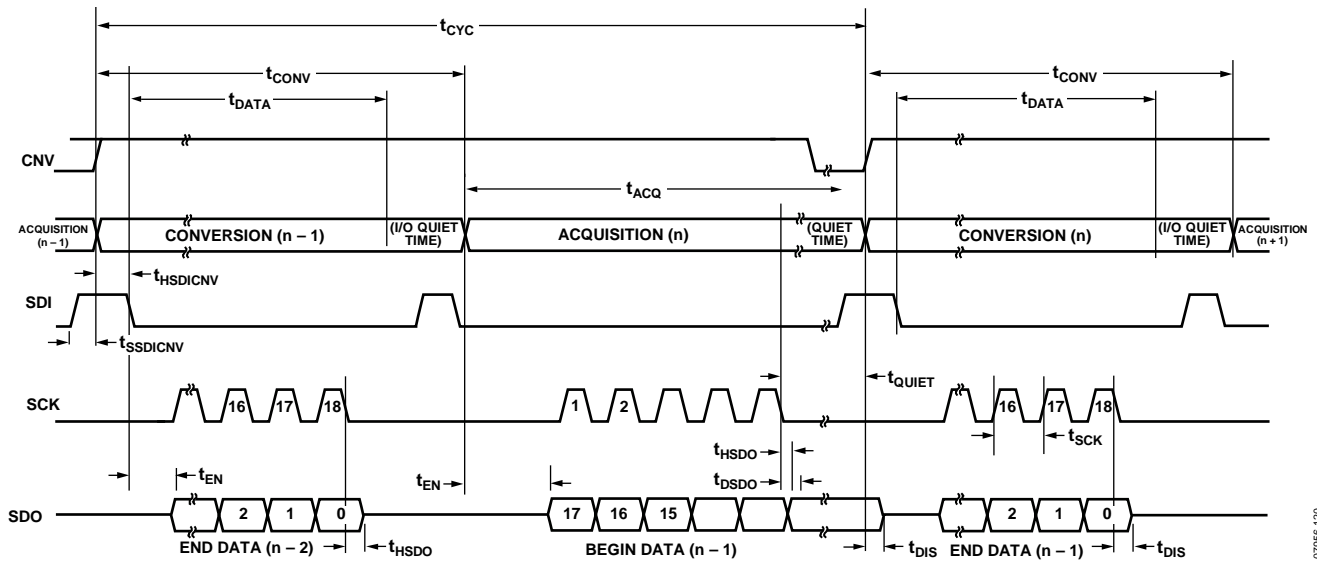 tCYC
tCONV
tCONV
tDATA
tDATA
CNV
tACQ
ACQUISITION
(n – 1)
CONVERSION (n – 1)
(I/O QUIET
TIME)
ACQUISITION (n)
(QUIET
TIME)
CONVERSION (n)
(I/O QUIET
TIME)
ACQUISITION
(n + 1)
tHSDICNV
SDI
tSSDICNV
tQUIET
SCK
16
17
18
1
2
16
17
18
tSCK
tHSDO
tEN
tEN
tDSDO
SDO
2
1
0
17
16
15
2
1
0
END DATA (n – 2)
tHSDO
BEGIN DATA (n – 1)
tDIS
END DATA (n – 1)
tDIS